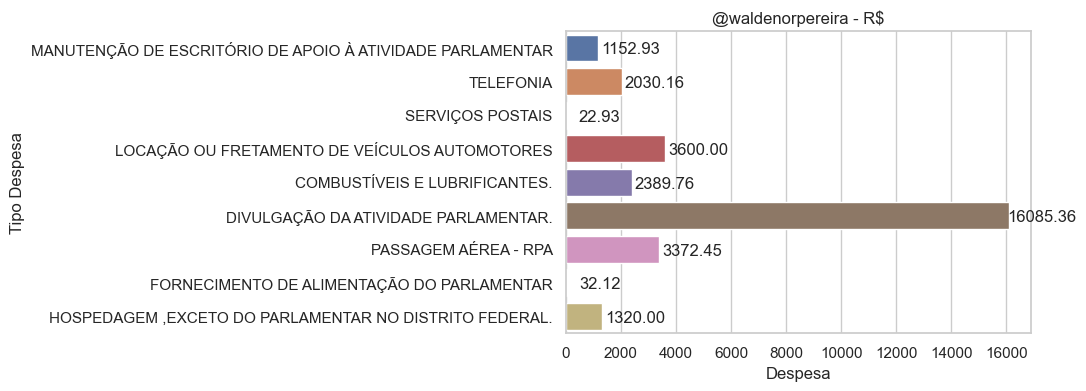 @waldenorpereira - R$
MANUTENÇÃO DE ESCRITÓRIO DE APOIO À ATIVIDADE PARLAMENTAR 1152.93
TELEFONIA 2030.16
SERVIÇOS POSTAIS 22.93
LOCAÇÃO OU FRETAMENTO DE VEÍCULOS AUTOMOTORES 3600.00
COMBUSTÍVEIS E LUBRIFICANTES. 2389.76
DIVULGAÇÃO DA ATIVIDADE PARLAMENTAR. 16085.36
PASSAGEM AÉREA - RPA 3372.45
FORNECIMENTO DE ALIMENTAÇÃO DO PARLAMENTAR 32.12
HOSPEDAGEM ,EXCETO DO PARLAMENTAR NO DISTRITO FEDERAL. 1320.00
Tipo Despesa
0 2000 4000 6000 8000 10000 12000 14000 16000
Despesa